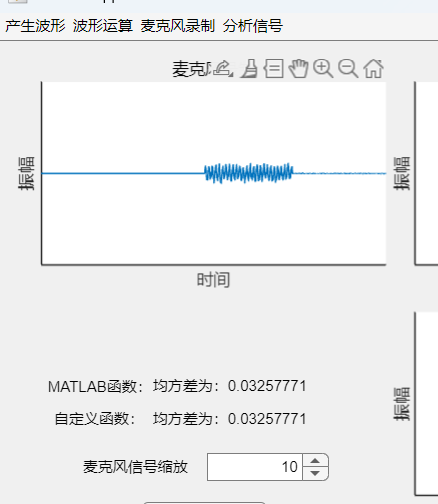 产生波形 波形运算 麦克风录制 分析信号
麦克
振幅
振幅
时间
振幅
MATLAB函数： 均方差为： 0.03257771
自定义函数： 均方差为： 0.03257771
麦克风信号缩放 10